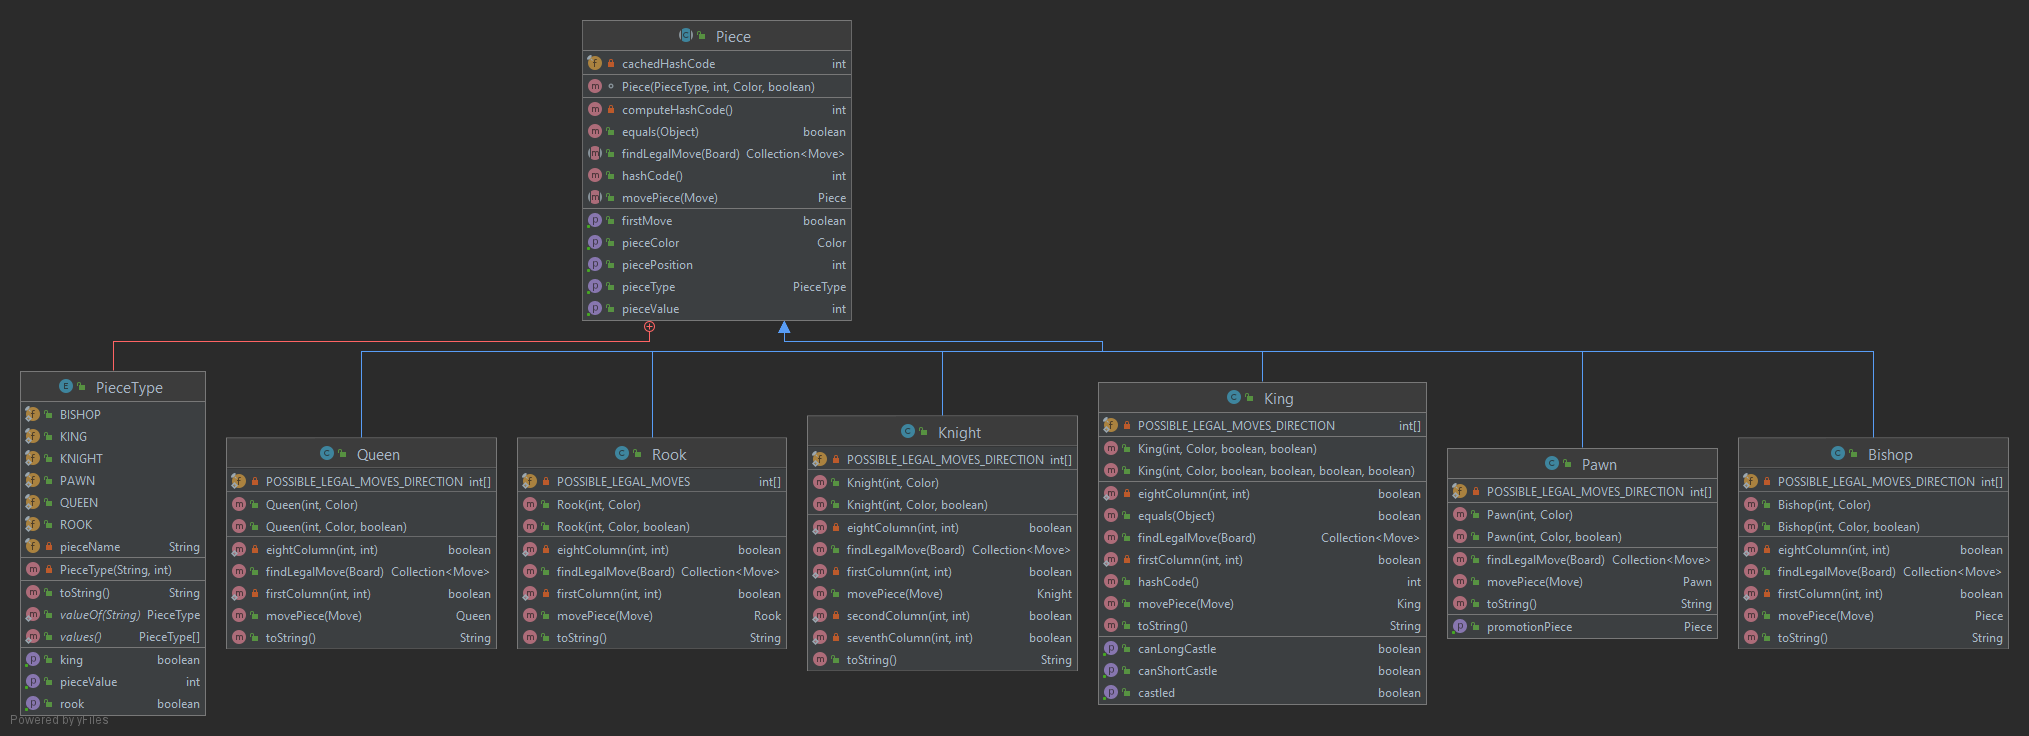 Piece
cachedHashCode int
Piece(PieceType, int, Color, boolean)
computeHashCode() int
equals(Object) boolean
findLegalMove(Board) Collection<Move>
hashCode() int
movePiece(Move) Piece
firstMove boolean
pieceColor Color
piecePosition int
pieceType PieceType
pieceValue int
PieceType
BISHOP
KING
KNIGHT
PAWN
QUEEN
ROOK
pieceName String
PieceType(String, int)
toString() String
valueOf(String) PieceType
values() PieceType[]
king boolean
pieceValue int
rook boolean
Queen
POSSIBLE_LEGAL_MOVES_DIRECTION int[]
Queen(int, Color)
Queen(int, Color, boolean)
eightColumn(int, int) boolean
findLegalMove(Board) Collection<Move>
firstColumn(int, int) boolean
movePiece(Move) Queen
toString() String
Rook
POSSIBLE_LEGAL_MOVES int[]
Rook(int, Color)
Rook(int, Color, boolean)
eightColumn(int, int) boolean
findLegalMove(Board) Collection<Move>
firstColumn(int, int) boolean
movePiece(Move) Rook
toString() String
Knight
POSSIBLE_LEGAL_MOVES_DIRECTION int[]
Knight(int, Color)
Knight(int, Color, boolean)
eightColumn(int, int) boolean
findLegalMove(Board) Collection<Move>
firstColumn(int, int) boolean
movePiece(Move) Knight
secondColumn(int, int) boolean
seventhColumn(int, int) boolean
toString() String
King
POSSIBLE_LEGAL_MOVES_DIRECTION int[]
King(int, Color, boolean, boolean)
King(int, Color, boolean, boolean, boolean, boolean)
eightColumn(int, int) boolean
equals(Object) boolean
findLegalMove(Board) Collection<Move>
firstColumn(int, int) boolean
hashCode() int
movePiece(Move) King
toString() String
canLongCastle boolean
canShortCastle boolean
castled boolean
Pawn
POSSIBLE_LEGAL_MOVES_DIRECTION int[]
Pawn(int, Color)
Pawn(int, Color, boolean)
findLegalMove(Board) Collection<Move>
movePiece(Move) Pawn
toString() String
promotionPiece Piece
Bishop
POSSIBLE_LEGAL_MOVES_DIRECTION int[]
Bishop(int, Color)
Bishop(int, Color, boolean)
eightColumn(int, int) boolean
findLegalMove(Board) Collection<Move>
firstColumn(int, int) boolean
movePiece(Move) Piece
toString() String
Powered by yFiles